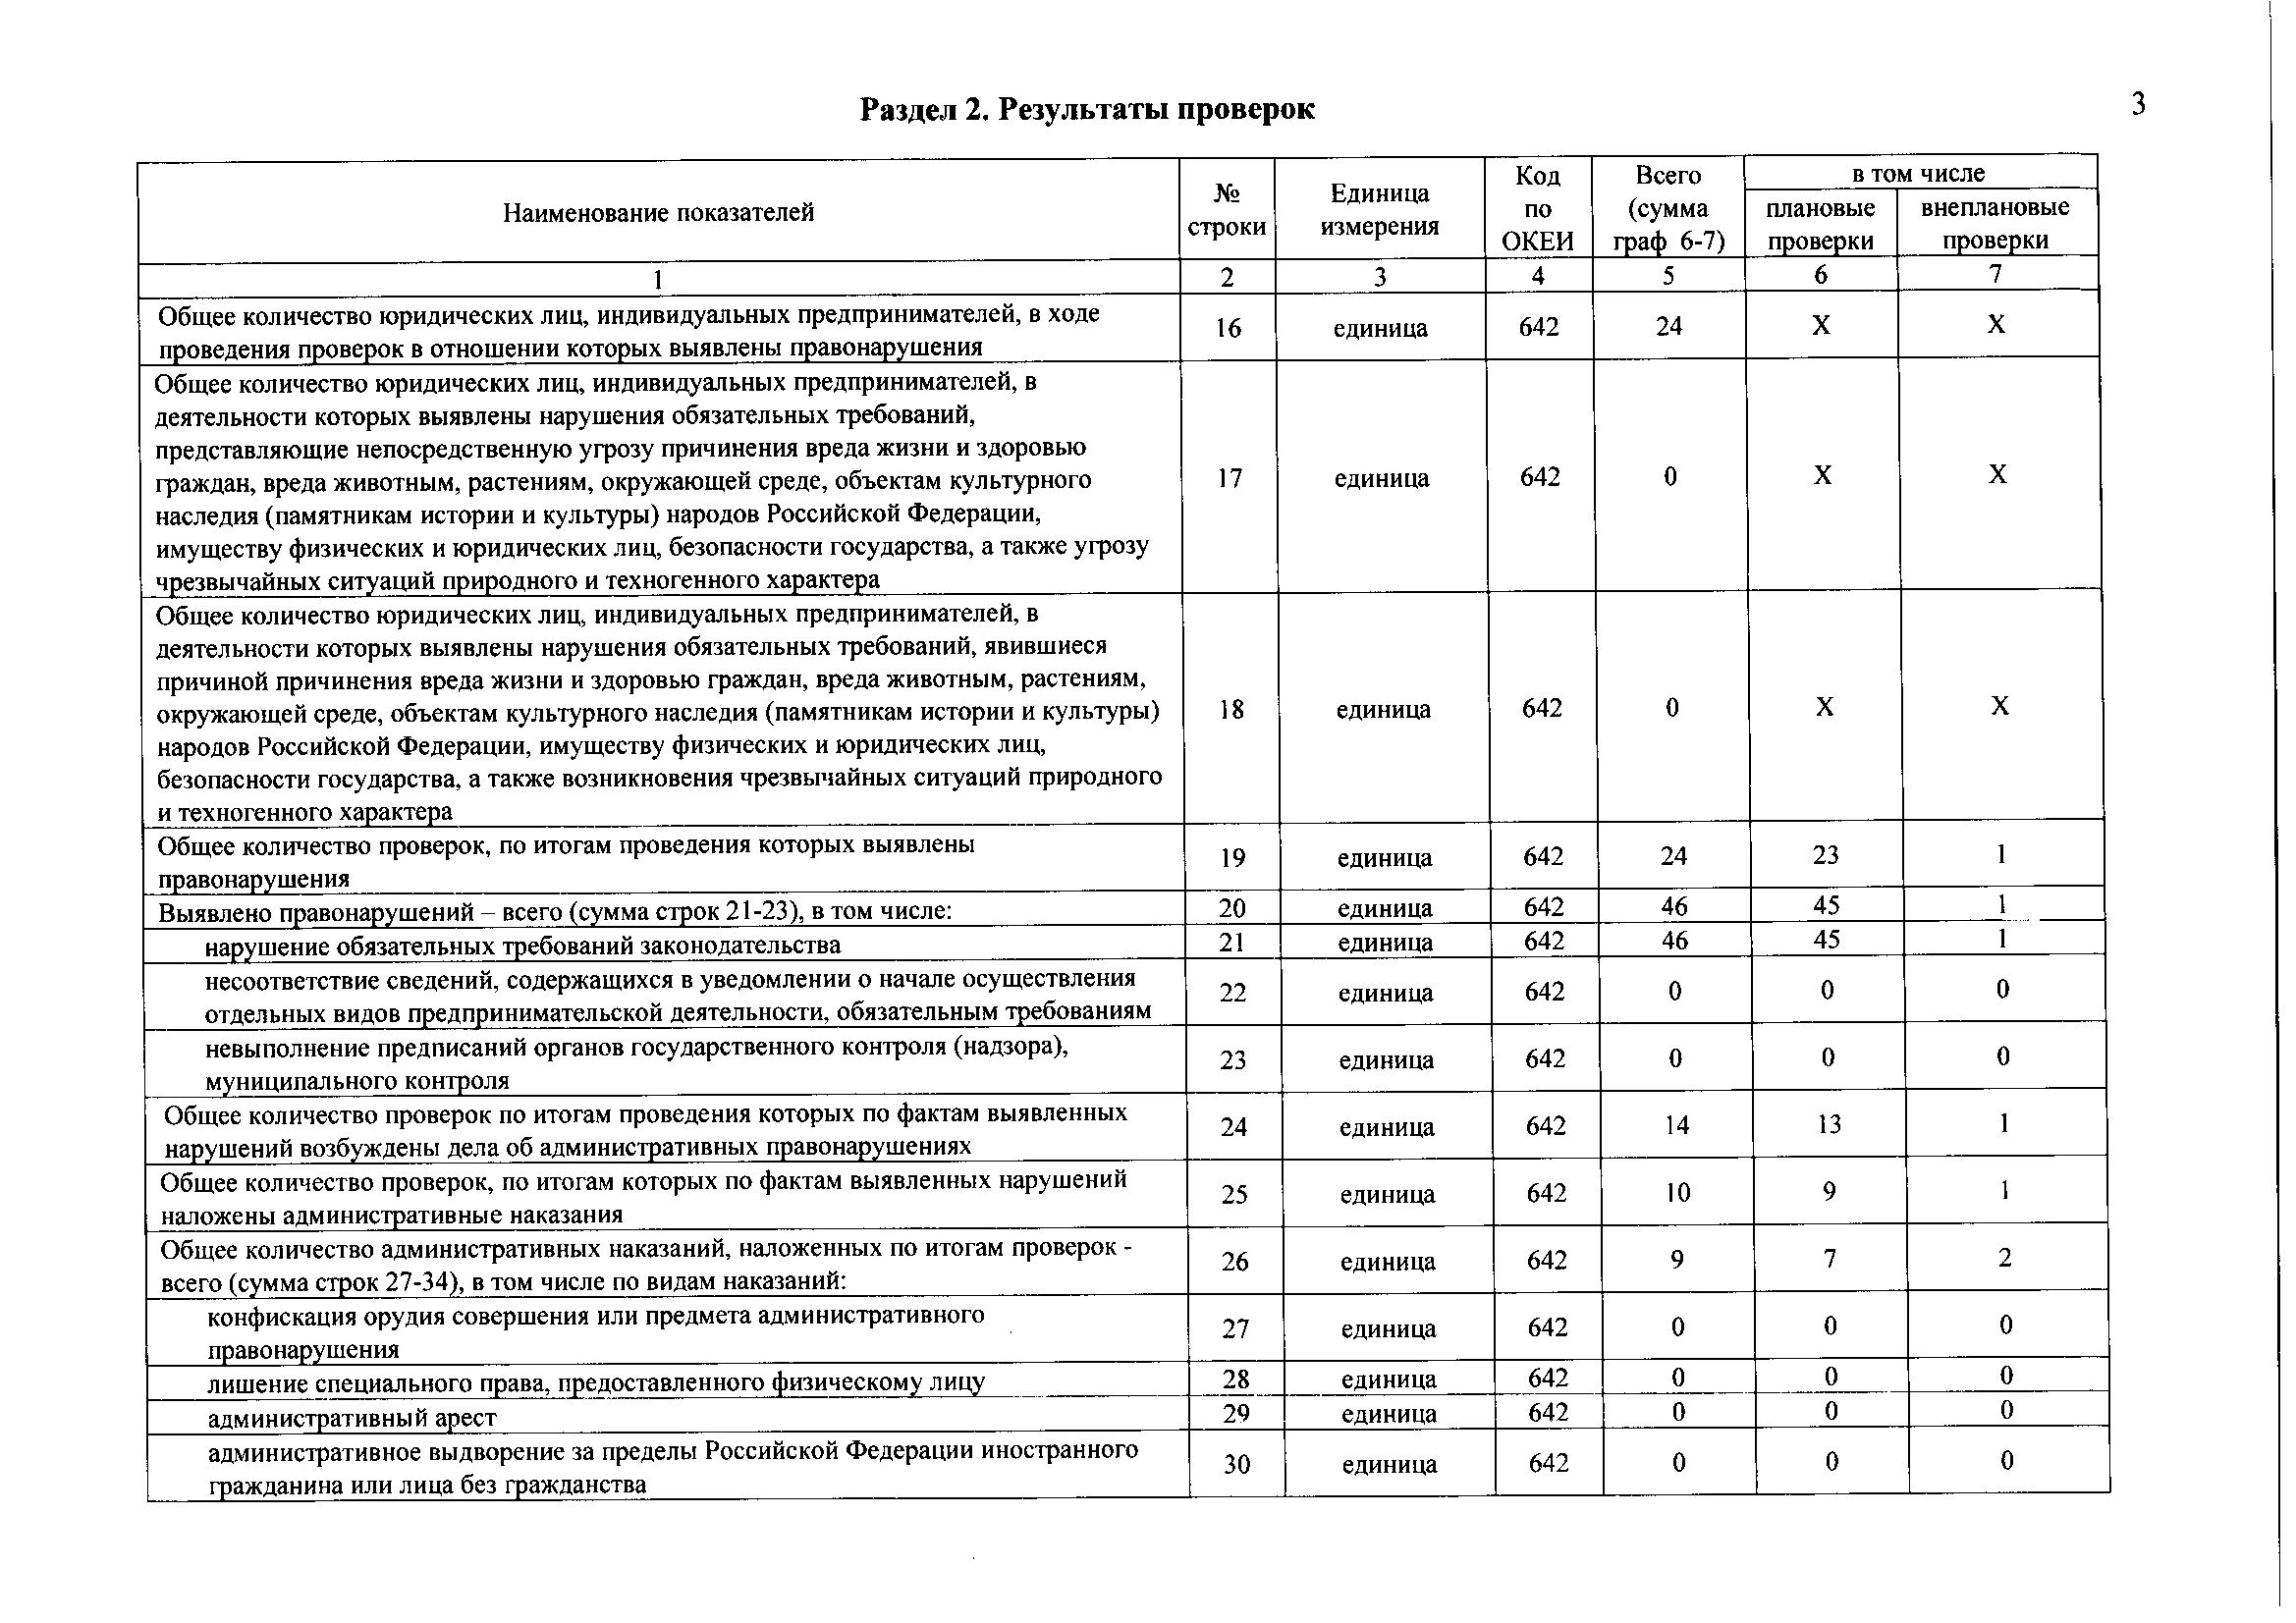 3
Раздел 2. Результаты проверок
Наименование показателей
№
строки
Единица
измерения
Код
по
ОКЕИ
Всего
(сумма
граф 6-7)
в том числе
плановые
проверки
внеплановые
проверки
1 2 3 4 5 6 7
Общее количество юридических лиц, индивидуальных предпринимателей, в ходе
проведения проверок в отношении которых выявлены правонарушения
16 единица 642 24 X X
Общее количество юридических лиц, индивидуальных предпринимателей, в
деятельности которых выявлены нарушения обязательных требований,
представляющие непосредственную угрозу причинения вреда жизни и здоровью
граждан, вреда животным, растениям, окружающей среде, объектам культурного
наследия (памятникам истории и культуры) народов Российской Федерации,
имуществу физических и юридических лиц, безопасности государства, а также угрозу
чрезвычайных ситуаций природного и техногенного характера
17 единица 642 0 X X
Общее количество юридических лиц, индивидуальных предпринимателей, в
деятельности которых выявлены нарушения обязательных требований, явившиеся
причиной причинения вреда жизни и здоровью граждан, вреда животным, растениям,
окружающей среде, объектам культурного наследия (памятникам истории и культуры)
народов Российской Федерации, имуществу физических и юридических лиц,
безопасности государства, а также возникновения чрезвычайных ситуаций природного
и техногенного характера
18 единица 642 0 X X
Общее количество проверок, по итогам проведения которых выявлены
правонарушения
19 единица 642 24 23 1
Выявлено правонарушений – всего (сумма строк 21-23), в том числе: 20 единица 642 46 45 1
нарушение обязательных требований законодательства 21 единица 642 46 45 1
несоответствие сведений, содержащихся в уведомлении о начале осуществления
отдельных видов предпринимательской деятельности, обязательным требованиям
22 единица 642 0 0 0
невыполнение предписаний органов государственного контроля (надзора),
муниципального контроля
23 единица 642 0 0 0
Общее количество проверок по итогам проведения которых по фактам выявленных
нарушений возбуждены дела об административных правонарушениях
24 единица 642 14 13 1
Общее количество проверок, по итогам которых по фактам выявленных нарушений
наложены административные наказания
25 единица 642 10 9 1
Общее количество административных наказаний, наложенных по итогам проверок -
всего (сумма строк 27-34), в том числе по видам наказаний:
26 единица 642 9 7 2
конфискация орудия совершения или предмета административного
правонарушения
27 единица 642 0 0 0
лишение специального права, предоставленного физическому лицу 28 единица 642 0 0 0
административный арест 29 единица 642 0 0 0
административное выдворение за пределы Российской Федерации иностранного
гражданина или лица без гражданства
30 единица 642 0 0 0